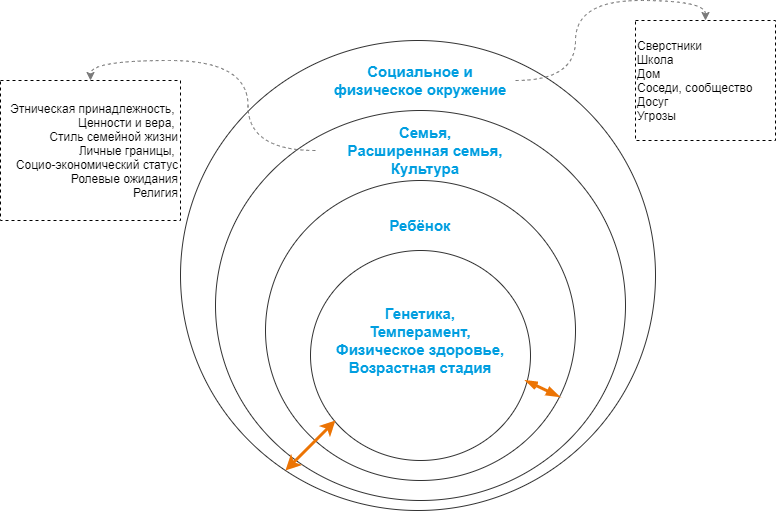 Социальное и
физическое окружение
Сверстники
Школа
Дом
Соседи, сообщество
Досуг
Угрозы
Этническая принадлежность,
Ценности и вера,
Стиль семейной жизни
Личные границы,
Социо-экономический статус
Ролевые ожидания
Религия
Семья,
Расширенная семья,
Культура
Ребёнок
Генетика,
Темперамент,
Физическое здоровье,
Возрастная стадия